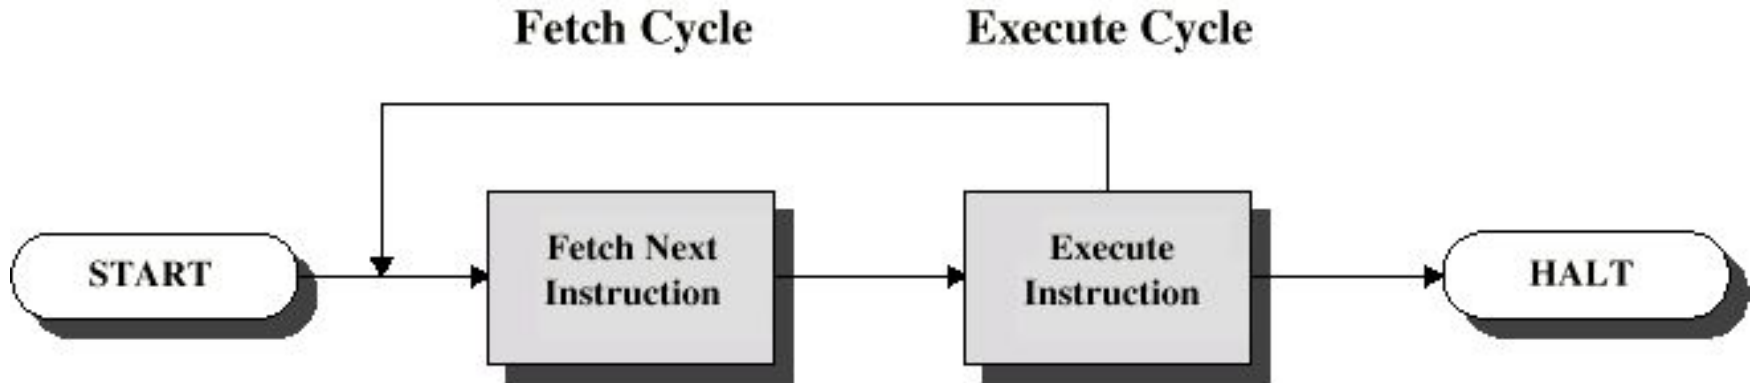 Fetch Cycle
Execute Cycle
START
Fetch Next
Instruction
Execute
Instruction
HALT